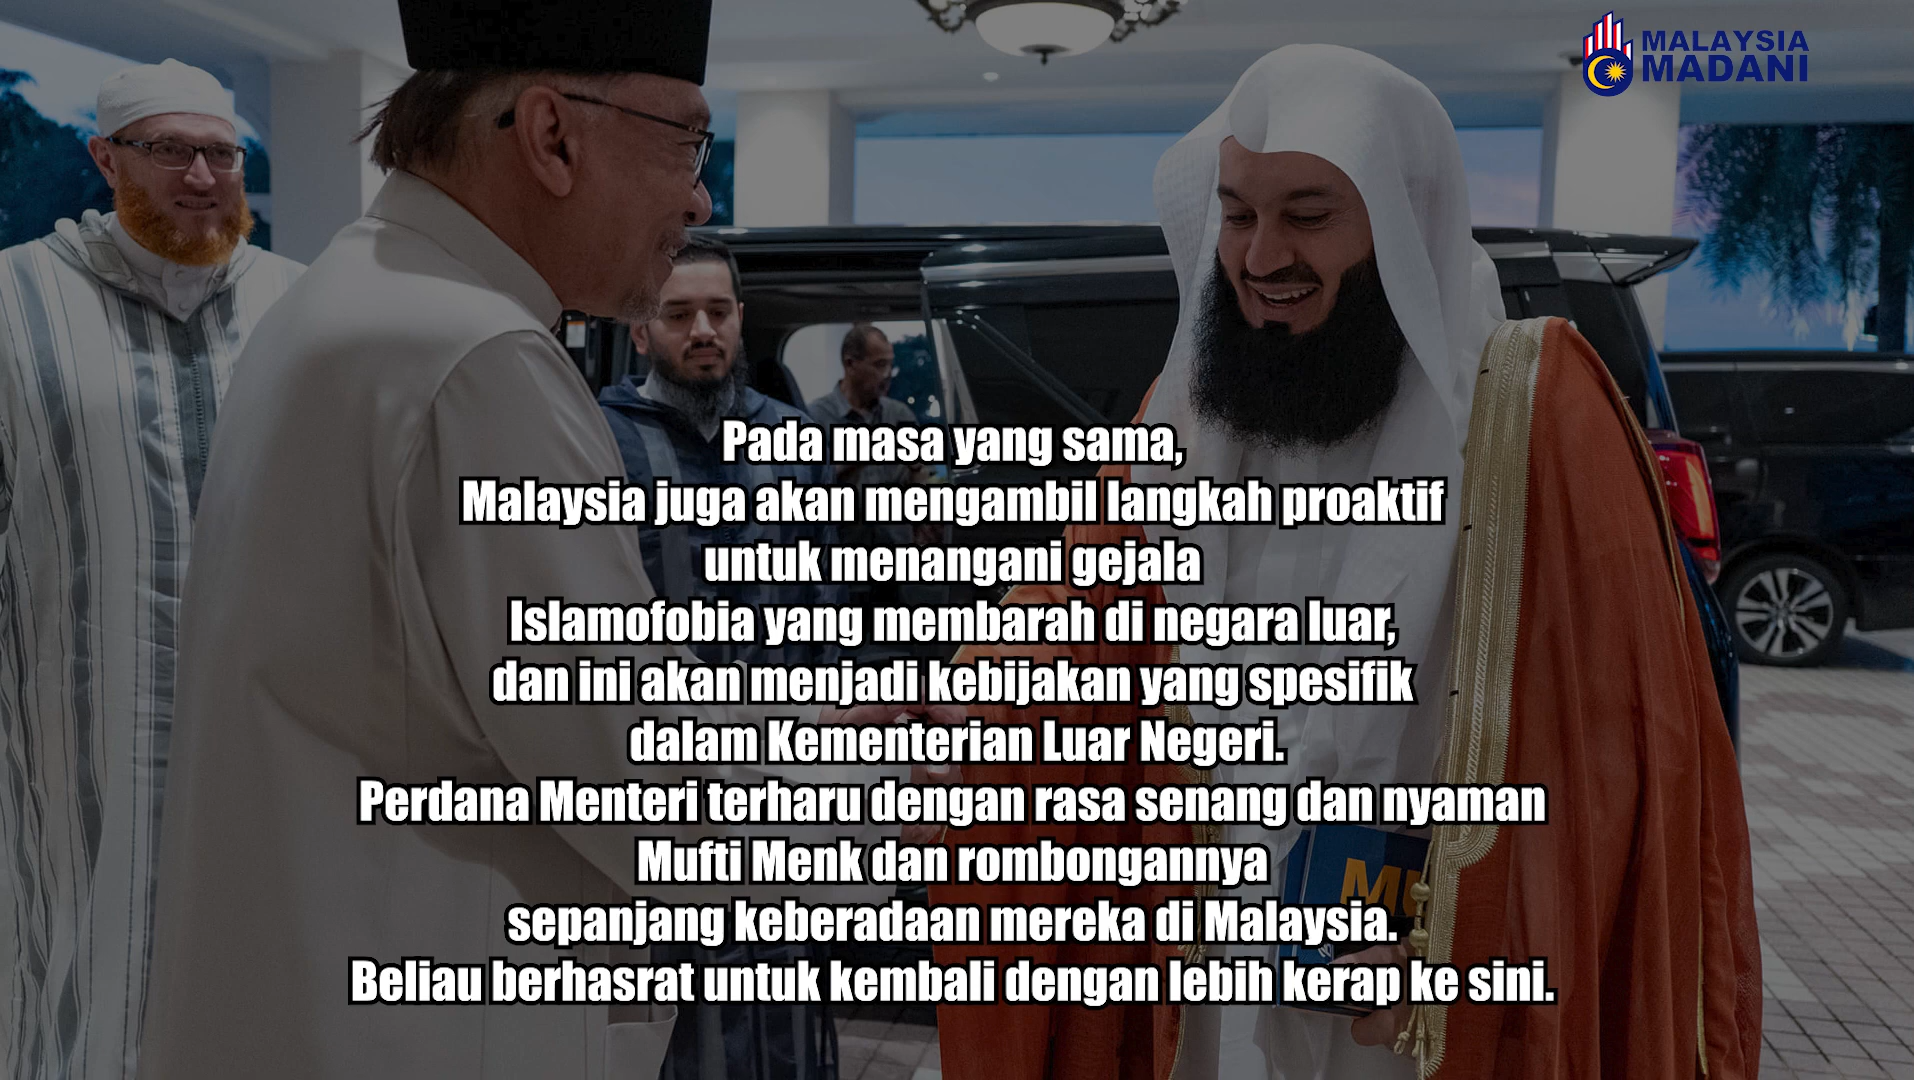 MALAYSIA
MADANI
Pada masa yang sama,
Malaysia juga akan mengambil langkah proaktif
untuk menangani gejala
Islamofobia yang membarah di negara luar,
dan ini akan menjadi kebijakan yang spesifik
dalam Kementerian Luar Negeri.
Perdana Menteri terharu dengan rasa senang dan nyaman
Mufti Menk dan rombongannya
sepanjang keberadaan mereka di Malaysia.
Beliau berhasrat untuk kembali dengan lebih kerap ke sini.